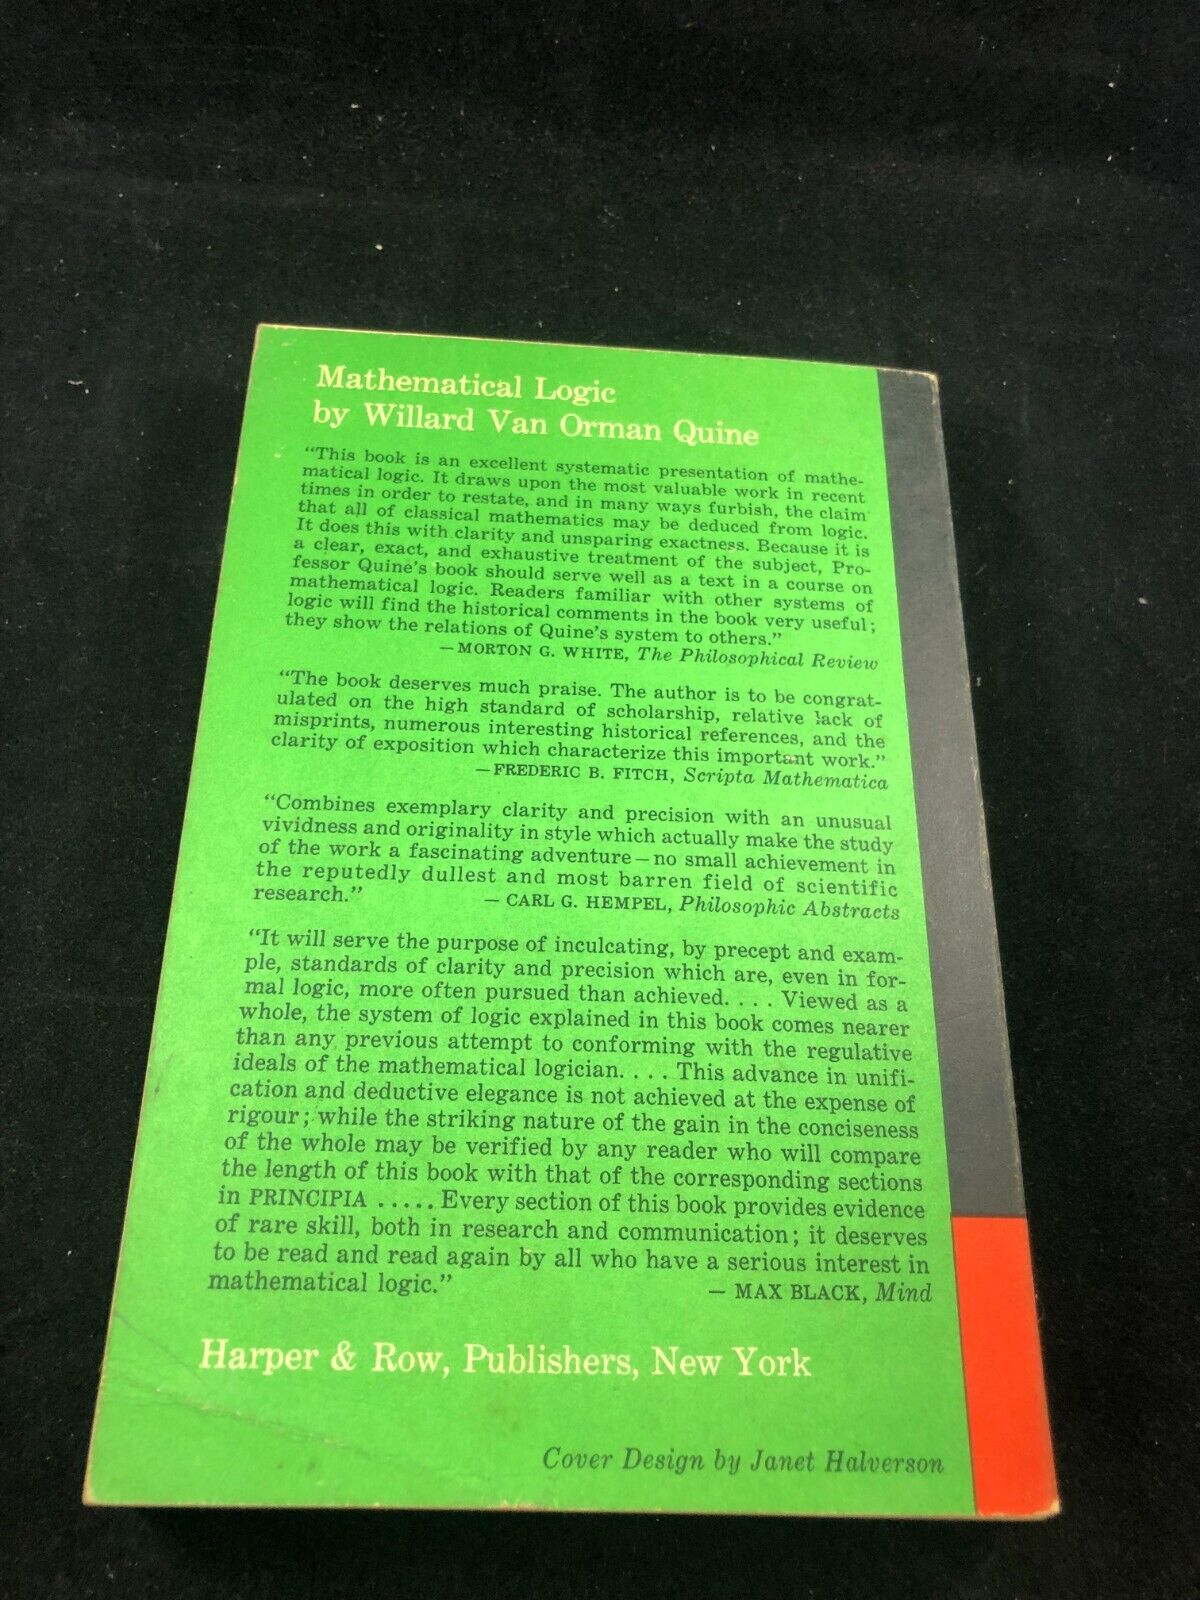 Mathematical Logic
by Willard Van Orman Quine
“This book is an excellent systematic presentation of mathe-
matical logic. It draws upon the most valuable work in recent
times in order to restate, and in many ways furbish, the claim
that all of classical mathematics may be deduced from logic.
It does this with clarity and unsparing exactness. Because it is
a clear, exact, and exhaustive treatment of the subject, Pro-
fessor Quine’s book should serve well as a text in a course on
mathematical logic. Readers familiar with other systems of
logic will find the historical comments in the book very useful;
they show the relations of Quine’s system to others.”
—MORTON G. WHITE, The Philosophical Review
“The book deserves much praise. The author is to be congrat-
ulated on the high standard of scholarship, relative lack of
misprints, numerous interesting historical references, and the
clarity of exposition which characterize this important work.”
—FREDERIC B. FITCH, Scripta Mathematica
“Combines exemplary clarity and precision with an unusual
vividness and originality in style which actually make the study
of the work a fascinating adventure—no small achievement in
the reputedly dullest and most barren field of scientific
research.” — CARL G. HEMPEL, Philosophic Abstracts
“It will serve the purpose of inculcating, by precept and exam-
ple, standards of clarity and precision which are, even in for-
mal logic, more often pursued than achieved. . . . Viewed as a
whole, the system of logic explained in this book comes nearer
than any previous attempt to conforming with the regulative
ideals of the mathematical logician. . . . This advance in unifi-
cation and deductive elegance is not achieved at the expense of
rigour; while the striking nature of the gain in the conciseness
of the whole may be verified by any reader who will compare
the length of this book with that of the corresponding sections
in PRINCIPIA . . . . . Every section of this book provides evidence
of rare skill, both in research and communication; it deserves
to be read and read again by all who have a serious interest in
mathematical logic.” — MAX BLACK, Mind
Harper & Row, Publishers, New York
Cover Design by Janet Halverson